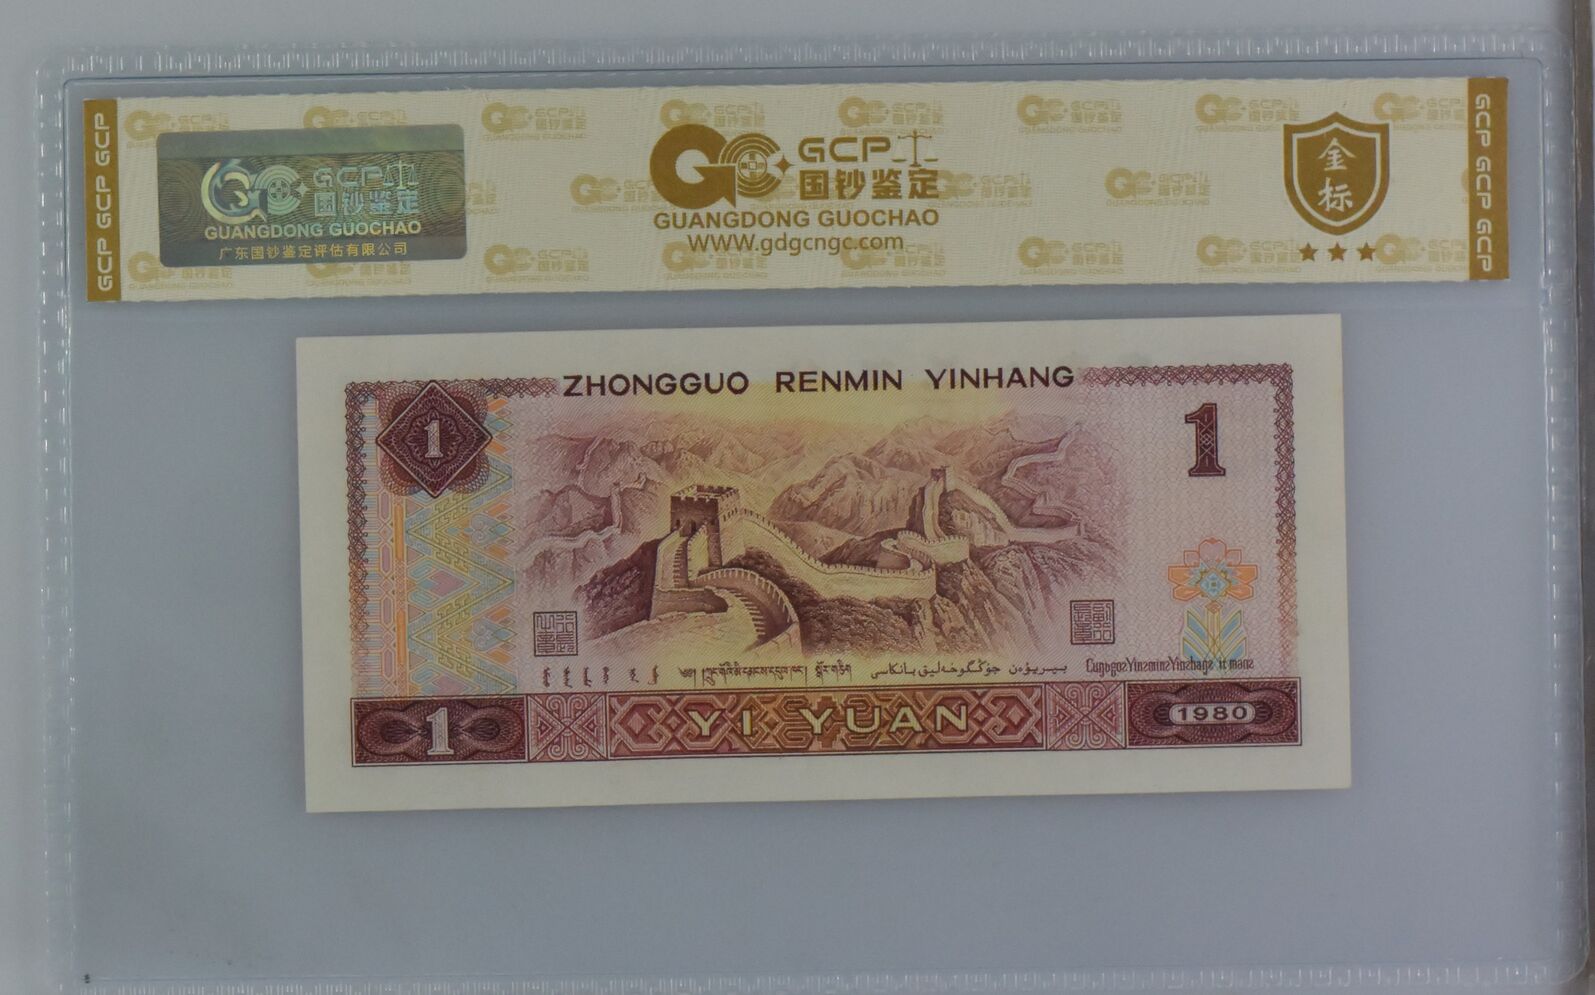 GCP GCP GCP
GCP
国钞鉴定
GUANGDONG GUOCHAO
广东国钞鉴定评估有限公司
GCP
国钞鉴定
GUANGDONG GUOCHAO
WWW.gdgcngc.com
金标
GCP GCP GCP
ZHONGGUO RENMIN YINHANG
1
1
YI YUAN
1
1980